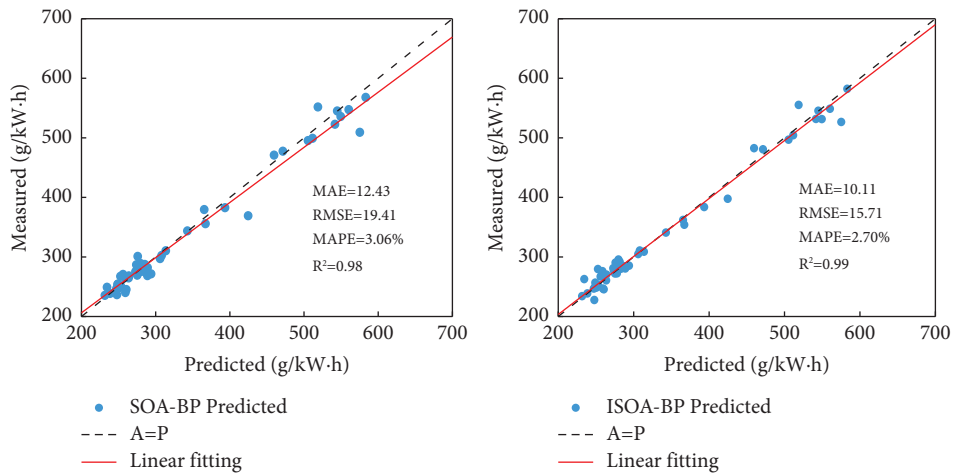 700
600
500
400
300
200
Measured (g/kW·h)
MAE=12.43
RMSE=19.41
MAPE=3.06%
R²=0.98
200 300 400 500 600 700
Predicted (g/kW·h)
SOA-BP Predicted
A=P
Linear fitting
700
600
500
400
300
200
Measured (g/kW·h)
MAE=10.11
RMSE=15.71
MAPE=2.70%
R²=0.99
200 300 400 500 600 700
Predicted (g/kW·h)
ISOA-BP Predicted
A=P
Linear fitting